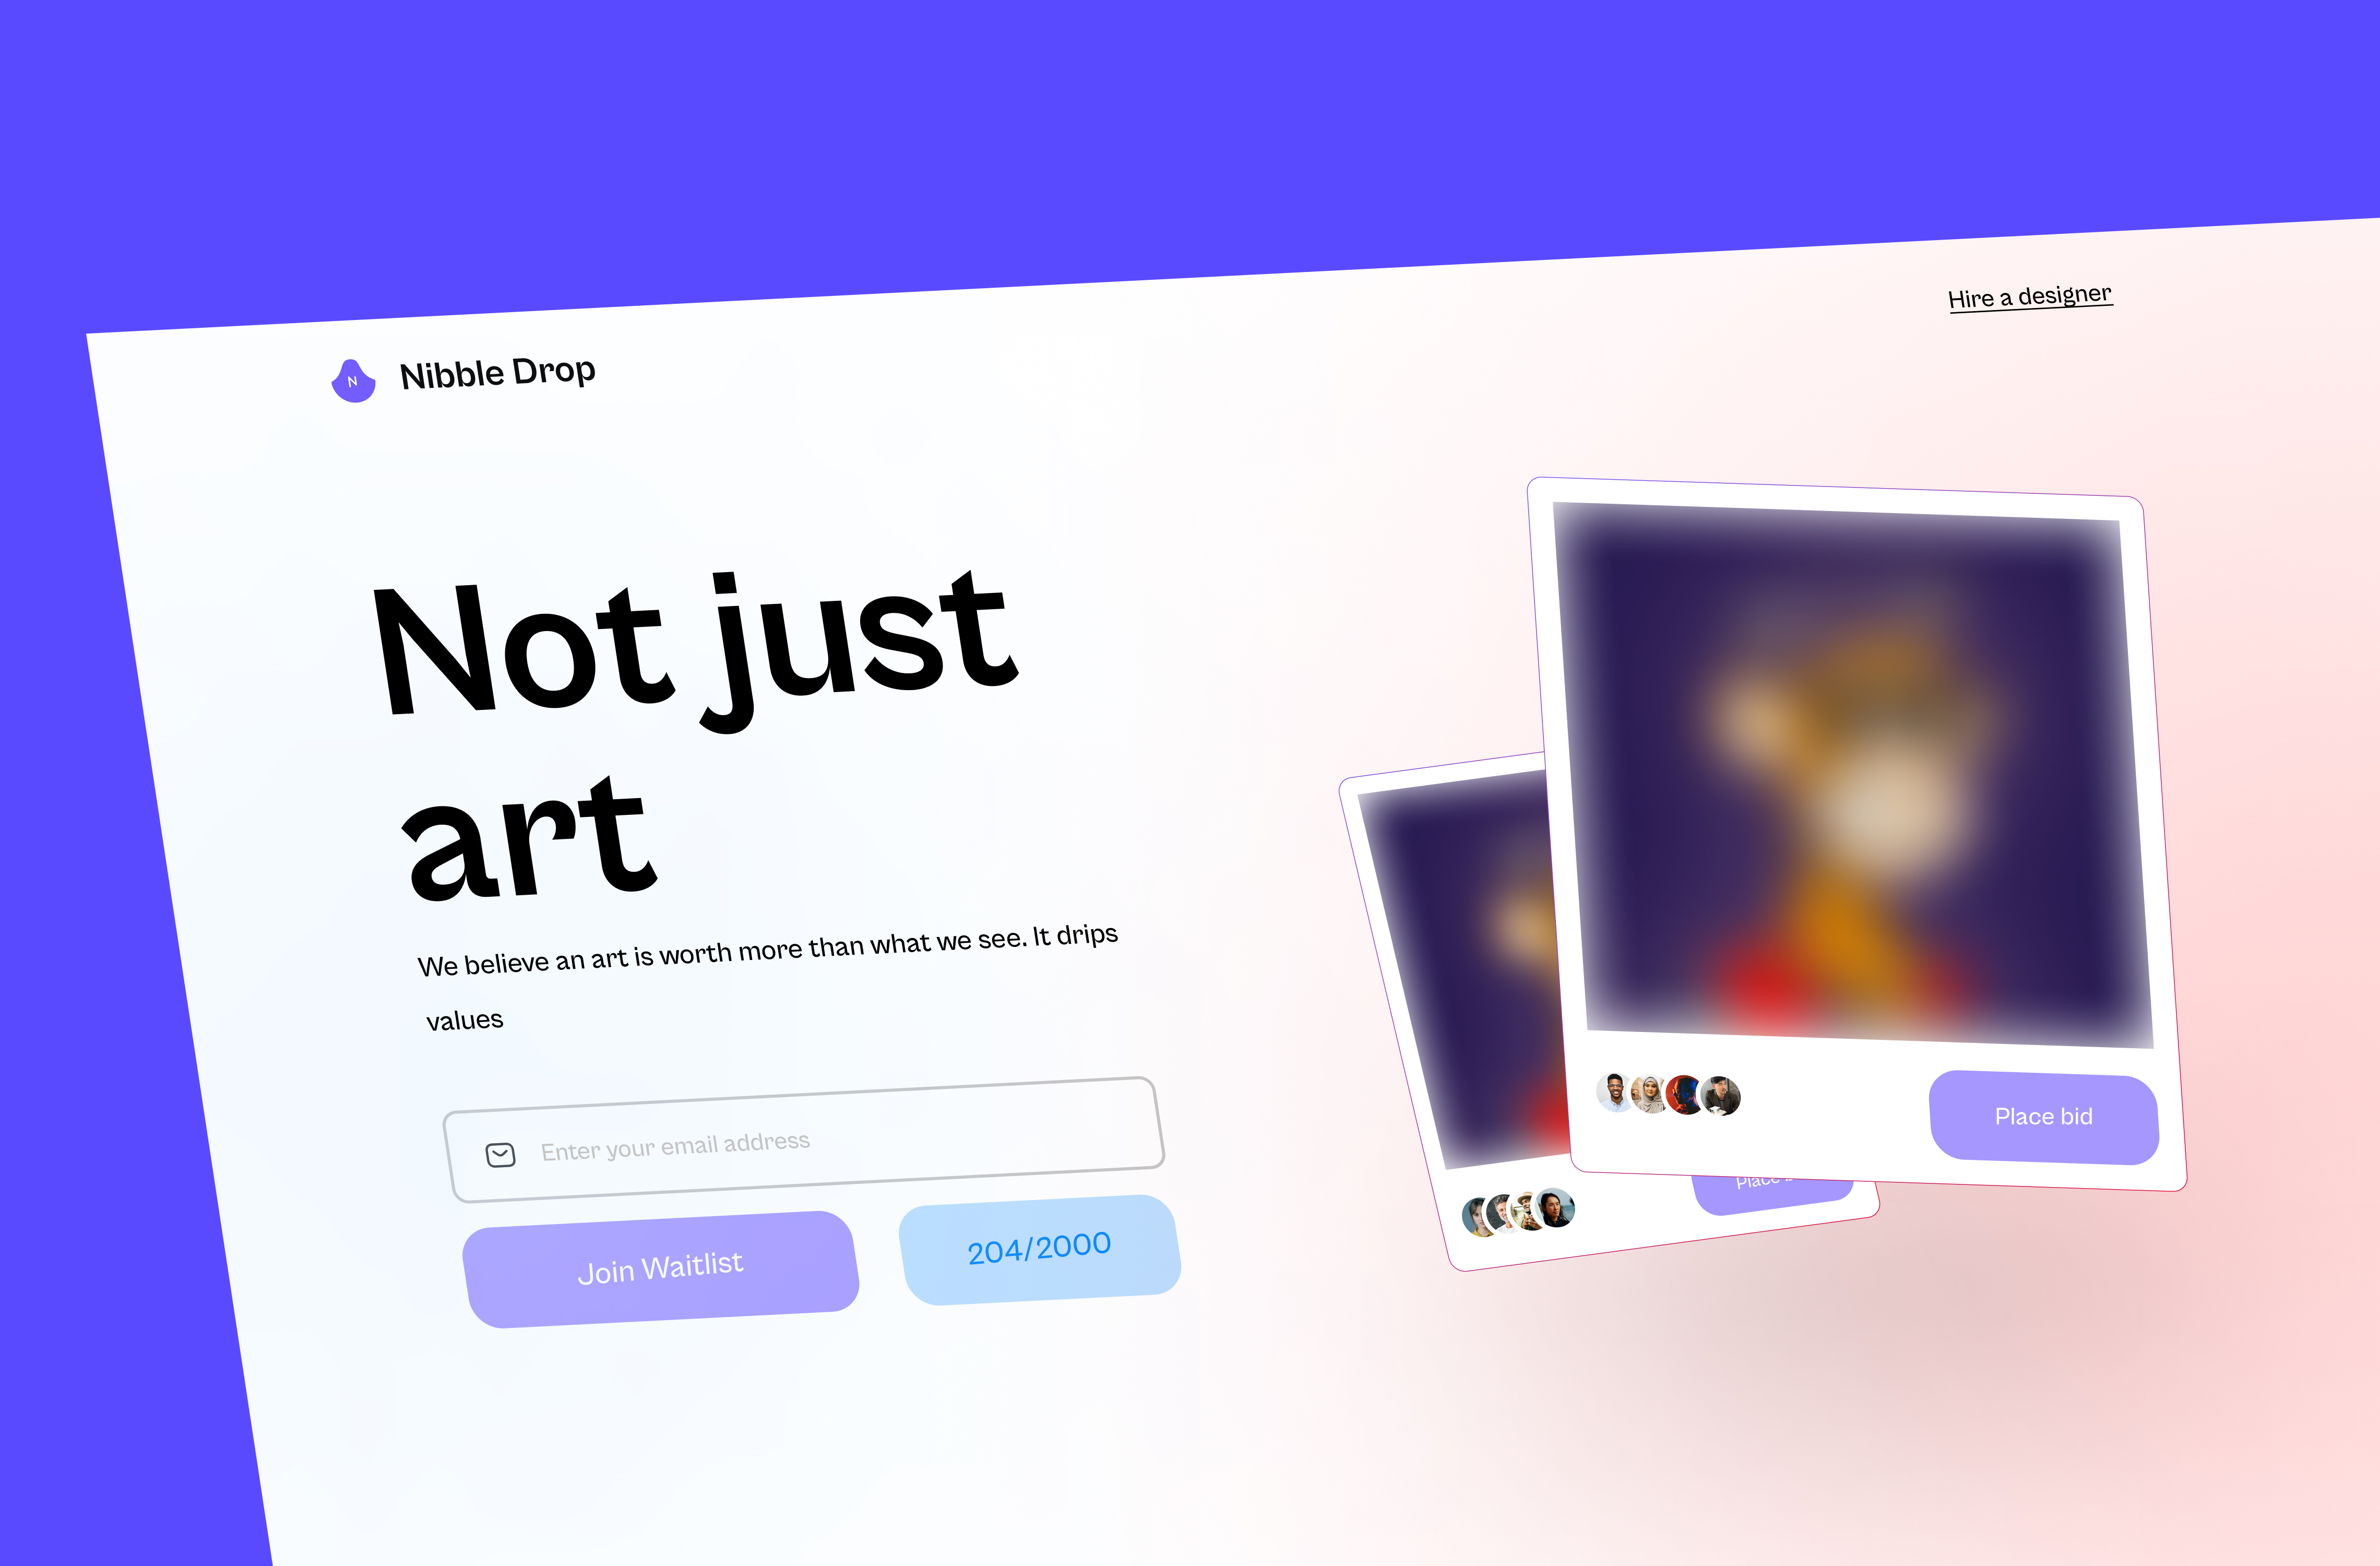 Hire a designer
N
Nibble Drop
Not just
art
We believe an art is worth more than what we see. It drips
values
Enter your email address
Join Waitlist
204/2000
Place bid
Place